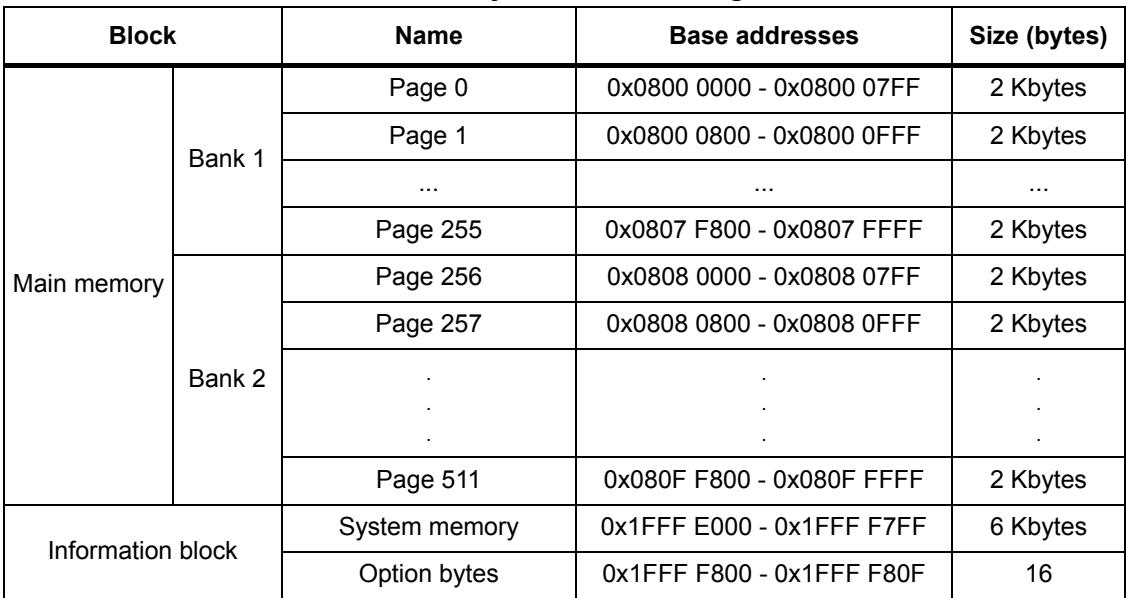 Block Name Base addresses Size (bytes)
Main memory Bank 1 Page 0 0x0800 0000 - 0x0800 07FF 2 Kbytes
Page 1 0x0800 0800 - 0x0800 0FFF 2 Kbytes
... ... ...
Page 255 0x0807 F800 - 0x0807 FFFF 2 Kbytes
Bank 2 Page 256 0x0808 0000 - 0x0808 07FF 2 Kbytes
Page 257 0x0808 0800 - 0x0808 0FFF 2 Kbytes
. . .
. . .
. . .
Page 511 0x080F F800 - 0x080F FFFF 2 Kbytes
Information block System memory 0x1FFF E000 - 0x1FFF F7FF 6 Kbytes
Option bytes 0x1FFF F800 - 0x1FFF F80F 16